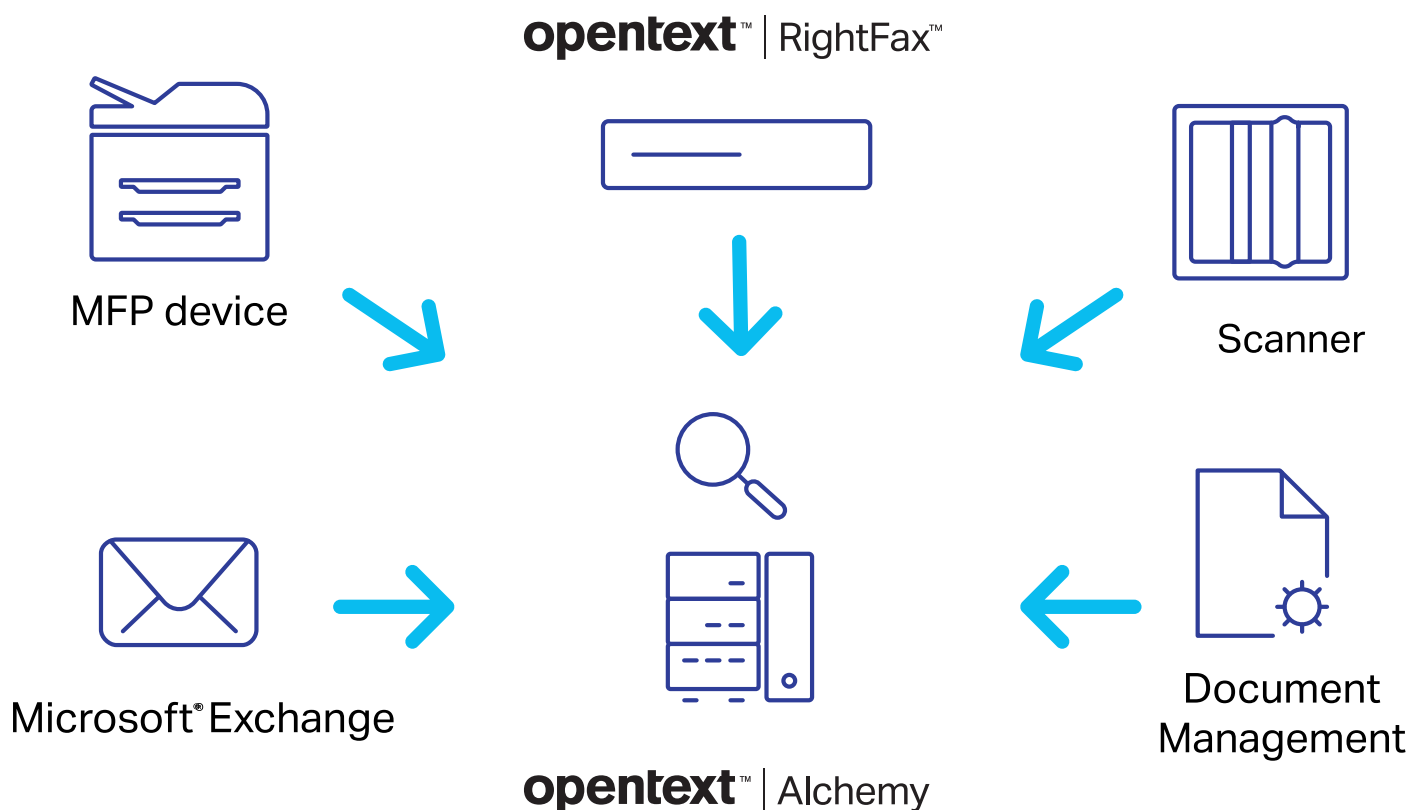 opentext™ | RightFax™
MFP device
Scanner
Microsoft® Exchange
Document
Management
opentext™ | Alchemy